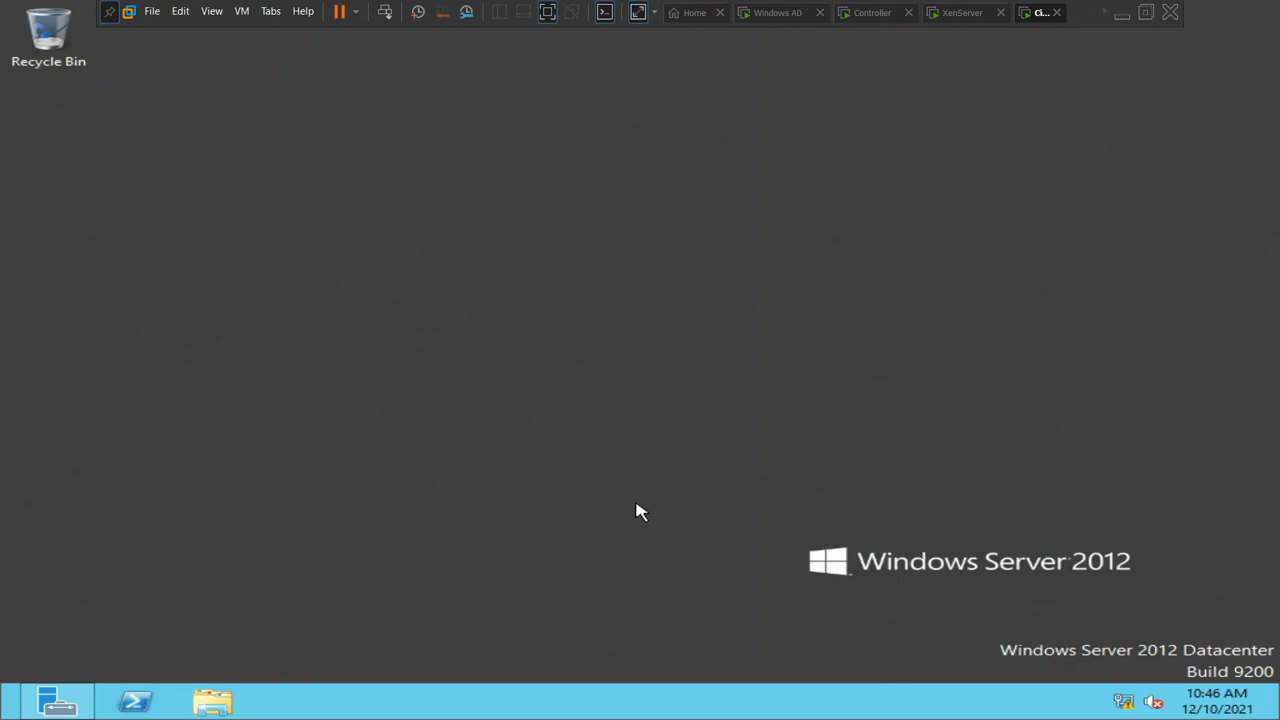 File Edit View VM Tabs Help Home Windows AD Controller XenServer Ci...
Recycle Bin
Windows Server 2012
Windows Server 2012 Datacenter
Build 9200
10:46 AM
12/10/2021